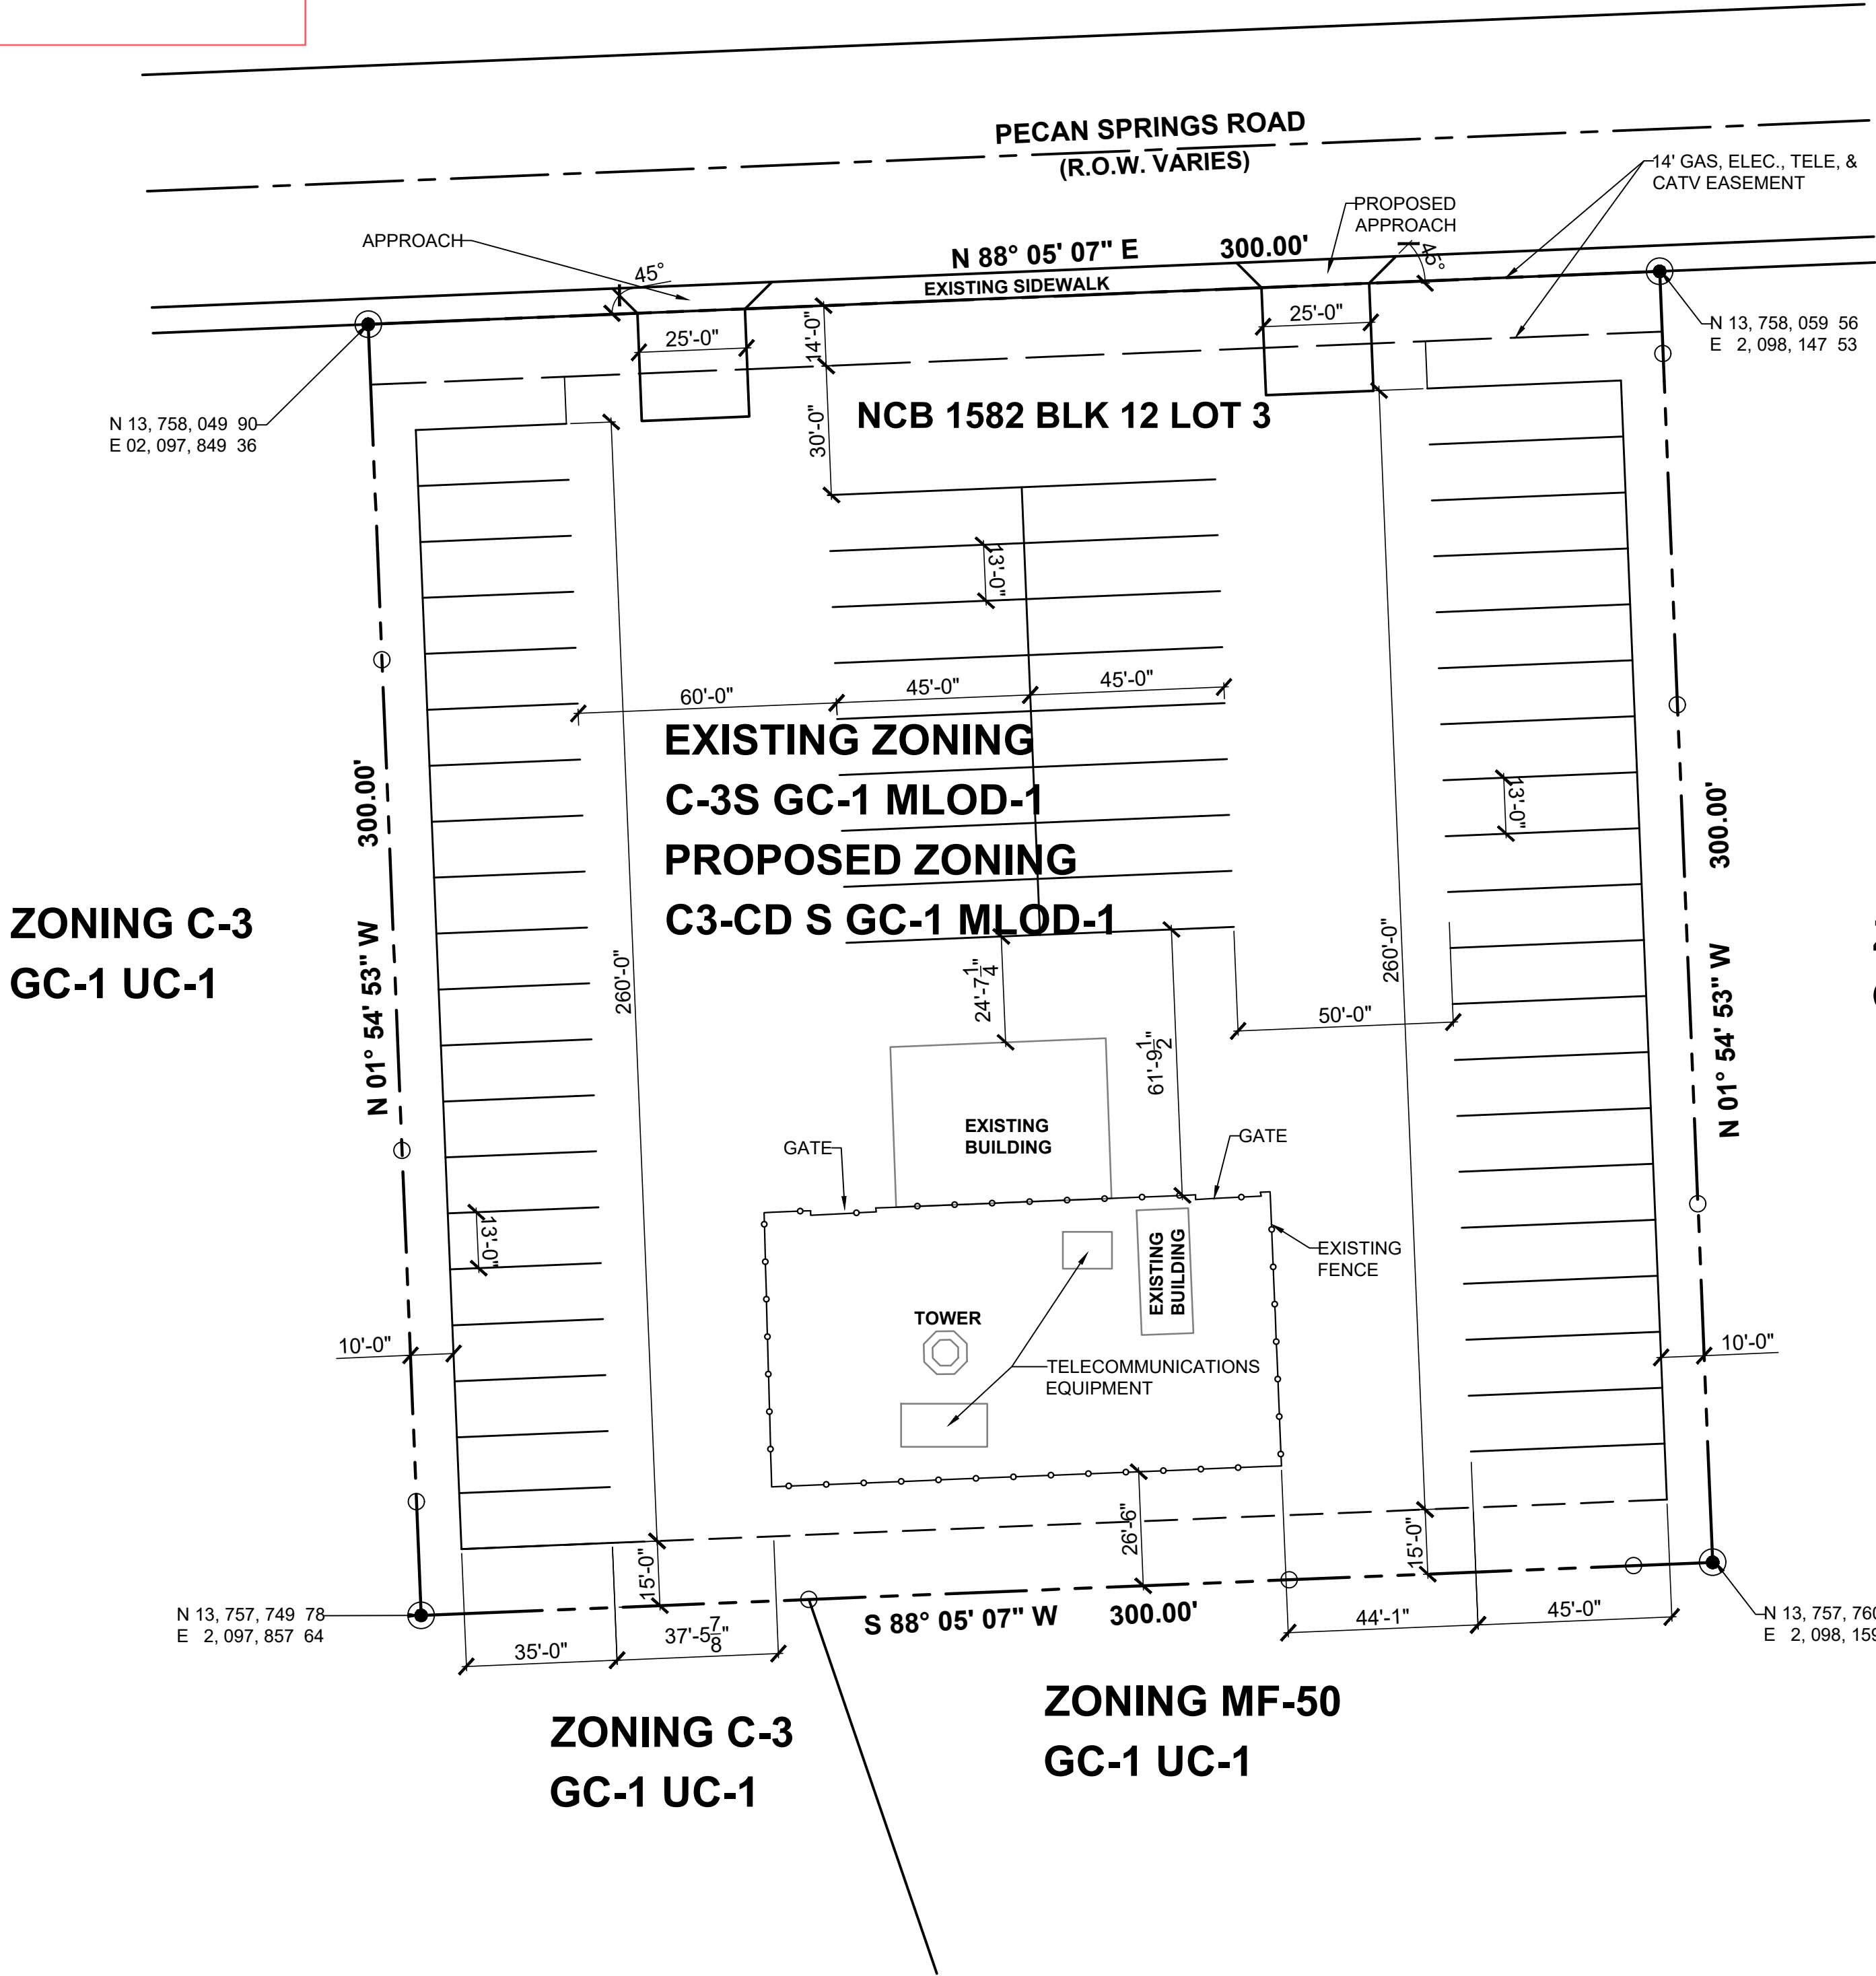 PECAN SPRINGS ROAD
(R.O.W. VARIES)
14' GAS, ELEC., TELE, &
CATV EASEMENT
PROPOSED
APPROACH
APPROACH
N 88° 05' 07" E 300.00'
45°
45°
EXISTING SIDEWALK
25'-0"
25'-0"
14'-0"
N 13, 758, 059 56
E 2, 098, 147 53
N 13, 758, 049 90
E 02, 097, 849 36
30'-0"
NCB 1582 BLK 12 LOT 3
13'-0"
60'-0"
45'-0"
45'-0"
EXISTING ZONING
C-3S GC-1 MLOD-1
PROPOSED ZONING
C3-CD S GC-1 MLOD-1
13'-0"
N 01° 54' 53" W 300.00'
N 01° 54' 53" W 300.00'
ZONING C-3
GC-1 UC-1
260'-0"
260'-0"
24'-7 1/4"
61'-9 1/2"
50'-0"
EXISTING
BUILDING
GATE
GATE
13'-0"
EXISTING
BUILDING
EXISTING
FENCE
TOWER
TELECOMMUNICATIONS
EQUIPMENT
10'-0"
10'-0"
26'-6"
15'-0"
15'-0"
N 13, 757, 749 78
E 2, 097, 857 64
S 88° 05' 07" W 300.00'
N 13, 757, 760
E 2, 098, 159
35'-0"
37'-5 7/8"
44'-1"
45'-0"
ZONING C-3
GC-1 UC-1
ZONING MF-50
GC-1 UC-1